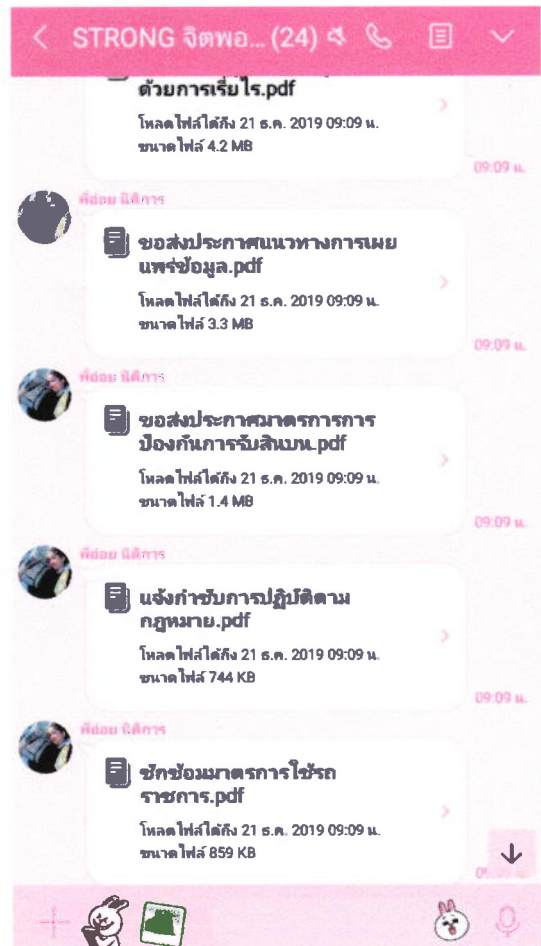 STRONG จิตพอ... (24)
ด้วยการเรี่ยไร.pdf
โหลดไฟล์ได้ถึง 21 ธ.ค. 2019 09:09 น.
ขนาดไฟล์ 4.2 MB
09:09 น.
พี่อ่อย นิติการ
ขอส่งประกาศแนวทางการเผย
แพร่ข้อมูล.pdf
โหลดไฟล์ได้ถึง 21 ธ.ค. 2019 09:09 น.
ขนาดไฟล์ 3.3 MB
09:09 น.
พี่อ่อย นิติการ
ขอส่งประกาศมาตรการการ
ป้องกันการรับสินบน.pdf
โหลดไฟล์ได้ถึง 21 ธ.ค. 2019 09:09 น.
ขนาดไฟล์ 1.4 MB
09:09 น.
พี่อ่อย นิติการ
แจ้งกำชับการปฏิบัติตาม
กฎหมาย.pdf
โหลดไฟล์ได้ถึง 21 ธ.ค. 2019 09:09 น.
ขนาดไฟล์ 744 KB
09:09 น.
พี่อ่อย นิติการ
ซักซ้อมมาตรการใช้รถ
ราชการ.pdf
โหลดไฟล์ได้ถึง 21 ธ.ค. 2019 09:09 น.
ขนาดไฟล์ 859 KB